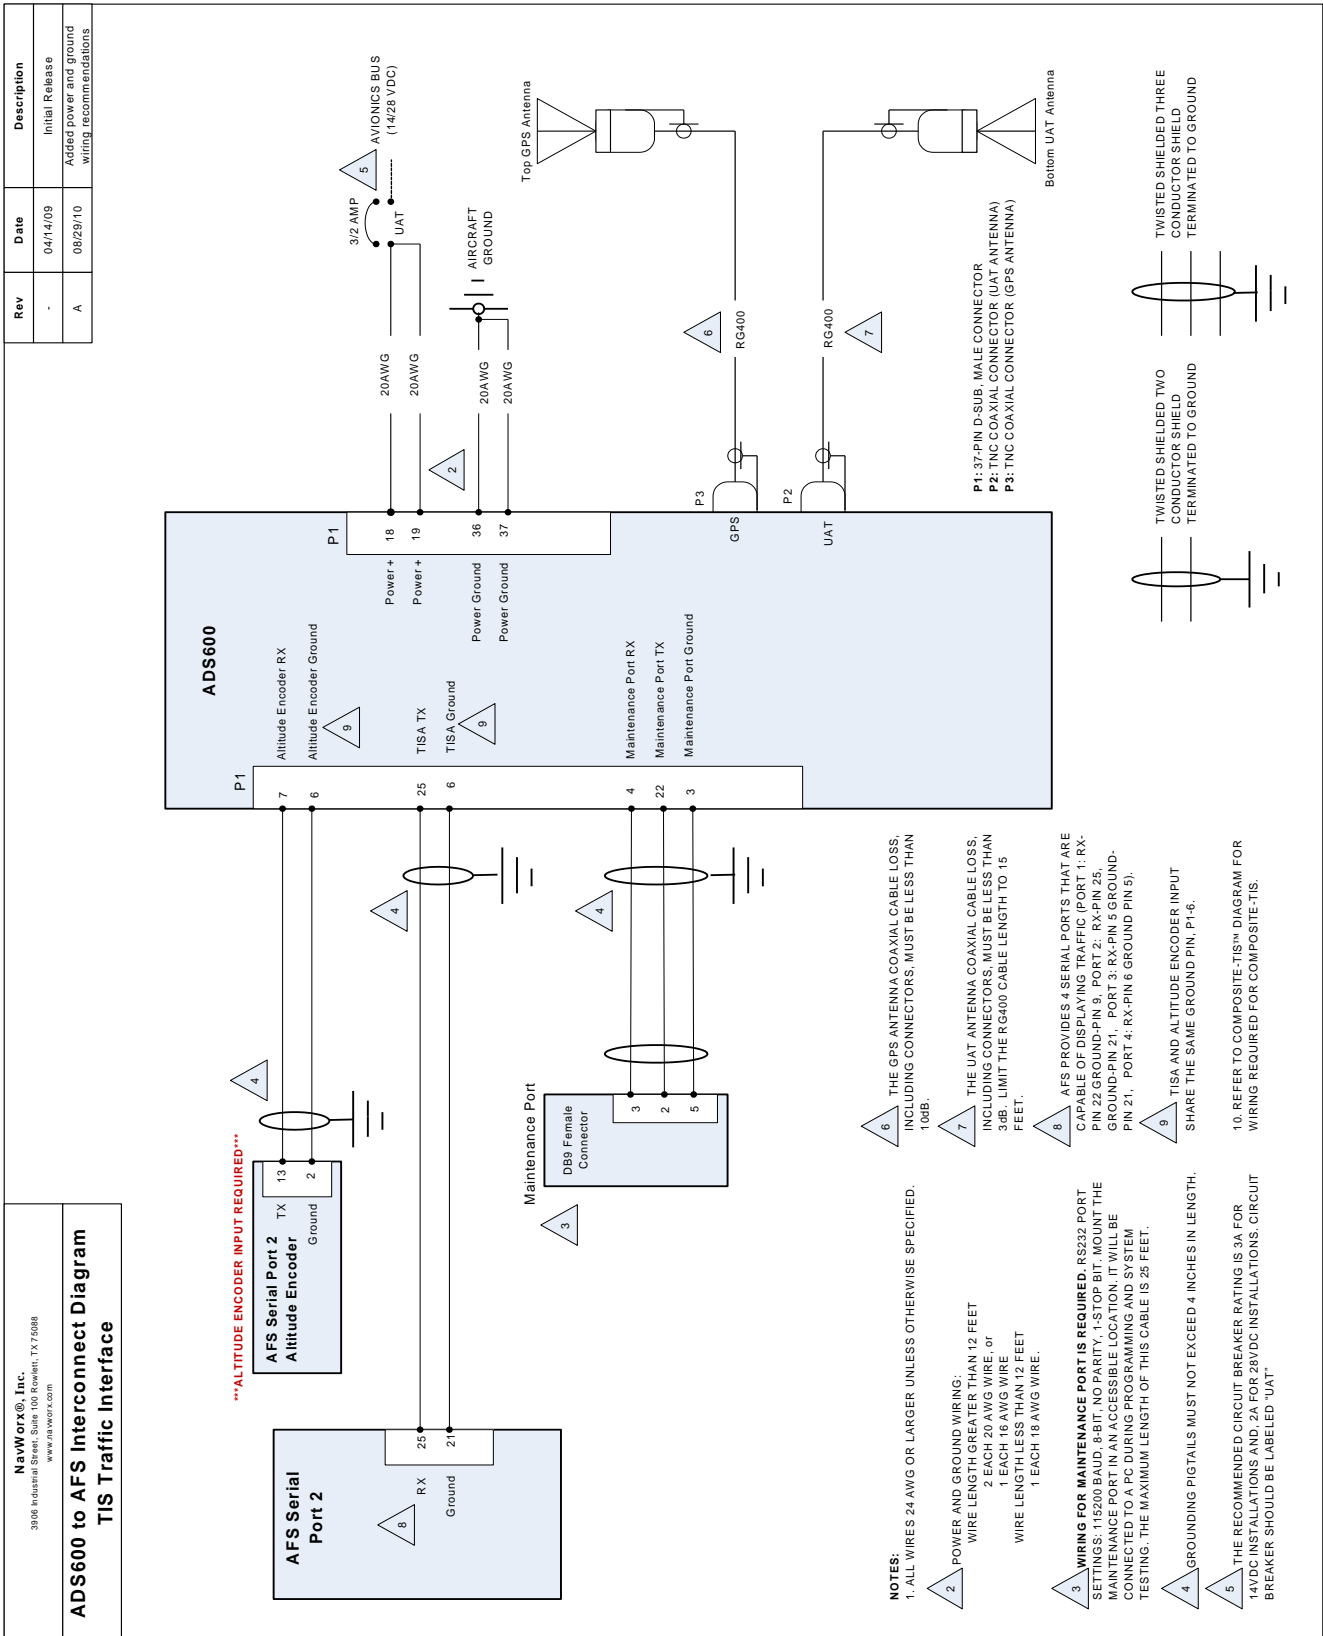 NavWorx®, Inc.
3906 Industrial Street, Suite 100 Rowlett, TX 75088
www.navworx.com
ADS600 to AFS Interconnect Diagram
TIS Traffic Interface
Rev
Date
Description
-
04/14/09
Initial Release
A
08/29/10
Added power and ground
wiring recommendations
***ALTITUDE ENCODER INPUT REQUIRED***
AFS Serial Port 2
Altitude Encoder
TX
13
Ground
2
4
AFS Serial
Port 2
8
RX
25
Ground
21
4
Maintenance Port
3
DB9 Female
Connector
3
2
5
4
ADS600
P1
7
Altitude Encoder RX
6
Altitude Encoder Ground
9
25
TISA TX
6
TISA Ground
9
4
Maintenance Port RX
22
Maintenance Port TX
3
Maintenance Port Ground
P1
Power+
18
Power+
19
Power Ground
36
Power Ground
37
2
20AWG
20AWG
20AWG
20AWG
3/2 AMP
UAT
5
AVIONICS BUS
(14/28 VDC)
AIRCRAFT
GROUND
P3
GPS
6
RG400
Top GPS Antenna
P2
UAT
RG400
7
Bottom UAT Antenna
P1: 37-PIN D-SUB, MALE CONNECTOR
P2: TNC COAXIAL CONNECTOR (UAT ANTENNA)
P3: TNC COAXIAL CONNECTOR (GPS ANTENNA)
TWISTED SHIELDED TWO
CONDUCTOR SHIELD
TERMINATED TO GROUND
TWISTED SHIELDED THREE
CONDUCTOR SHIELD
TERMINATED TO GROUND
NOTES:
1. ALL WIRES 24 AWG OR LARGER UNLESS OTHERWISE SPECIFIED.
2 POWER AND GROUND WIRING:
WIRE LENGTH GREATER THAN 12 FEET
2 EACH 20 AWG WIRE, or
1 EACH 16 AWG WIRE
WIRE LENGTH LESS THAN 12 FEET
1 EACH 18 AWG WIRE.
3 WIRING FOR MAINTENANCE PORT IS REQUIRED. RS232 PORT
SETTINGS: 115200 BAUD, 8-BIT, NO PARITY, 1-STOP BIT. MOUNT THE
MAINTENANCE PORT IN AN ACCESSIBLE LOCATION. IT WILL BE
CONNECTED TO A PC DURING PROGRAMMING AND SYSTEM
TESTING. THE MAXIMUM LENGTH OF THIS CABLE IS 25 FEET.
4 GROUNDING PIGTAILS MUST NOT EXCEED 4 INCHES IN LENGTH.
5 THE RECOMMENDED CIRCUIT BREAKER RATING IS 3A FOR
14VDC INSTALLATIONS AND, 2A FOR 28VDC INSTALLATIONS. CIRCUIT
BREAKER SHOULD BE LABELED "UAT"
6 THE GPS ANTENNA COAXIAL CABLE LOSS,
INCLUDING CONNECTORS, MUST BE LESS THAN
10dB.
7 THE UAT ANTENNA COAXIAL CABLE LOSS,
INCLUDING CONNECTORS, MUST BE LESS THAN
3dB. LIMIT THE RG400 CABLE LENGTH TO 15
FEET.
8 AFS PROVIDES 4 SERIAL PORTS THAT ARE
CAPABLE OF DISPLAYING TRAFFIC (PORT 1: RX-
PIN 22 GROUND-PIN 9, PORT 2: RX-PIN 25,
GROUND-PIN 21, PORT 3: RX-PIN 5 GROUND-
PIN 21, PORT 4: RX-PIN 6 GROUND PIN 5).
9 TISA AND ALTITUDE ENCODER INPUT
SHARE THE SAME GROUND PIN, P1-6.
10. REFER TO COMPOSITE-TIS™ DIAGRAM FOR
WIRING REQUIRED FOR COMPOSITE-TIS.